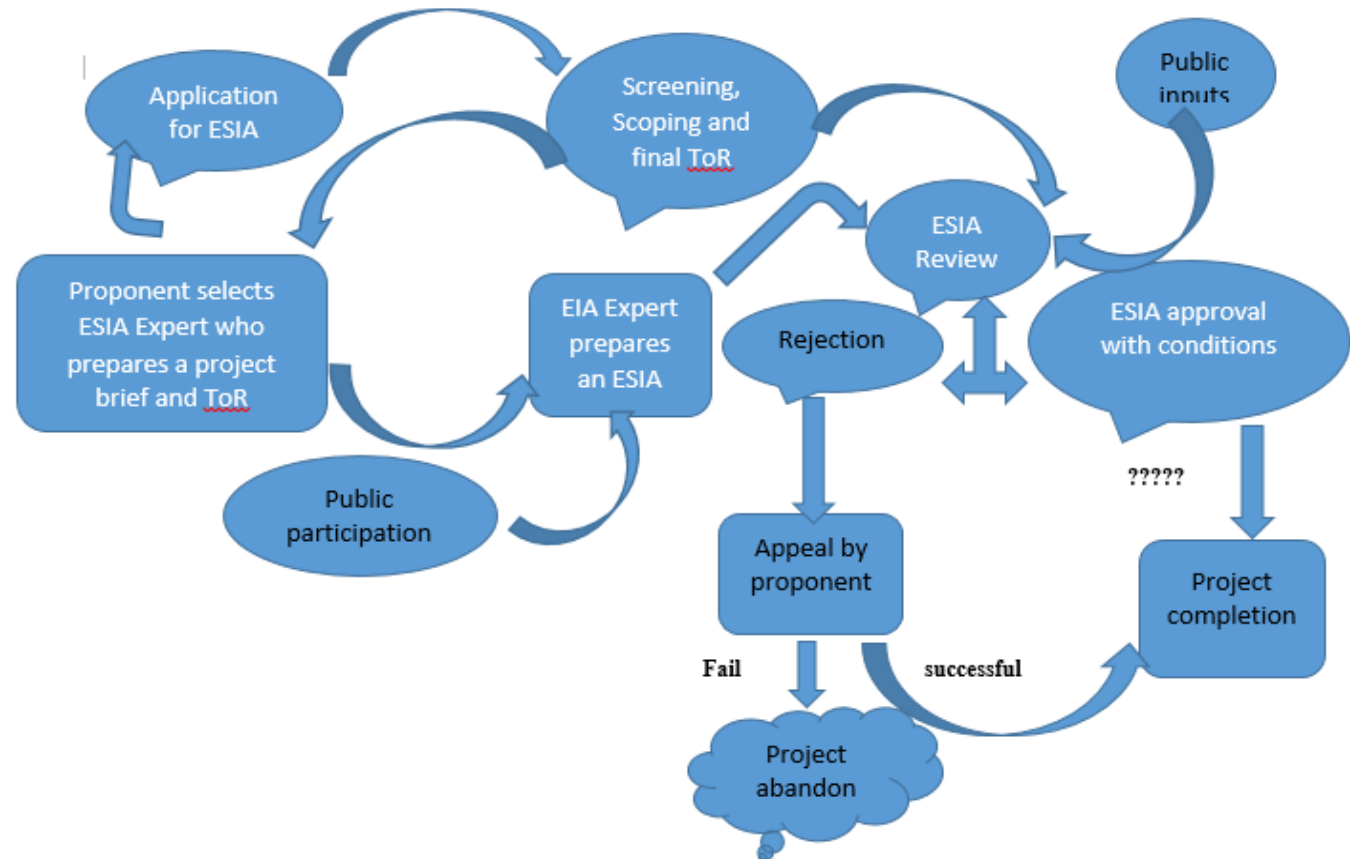 Application
for ESIA
Screening,
Scoping and
final ToR
Public
inputs
ESIA
Review
Proponent selects
ESIA Expert who
prepares a project
brief and ToR
EIA Expert
prepares
an ESIA
Rejection
ESIA approval
with conditions
Public
participation
?????
Appeal by
proponent
Project
completion
Fail
successful
Project
abandon